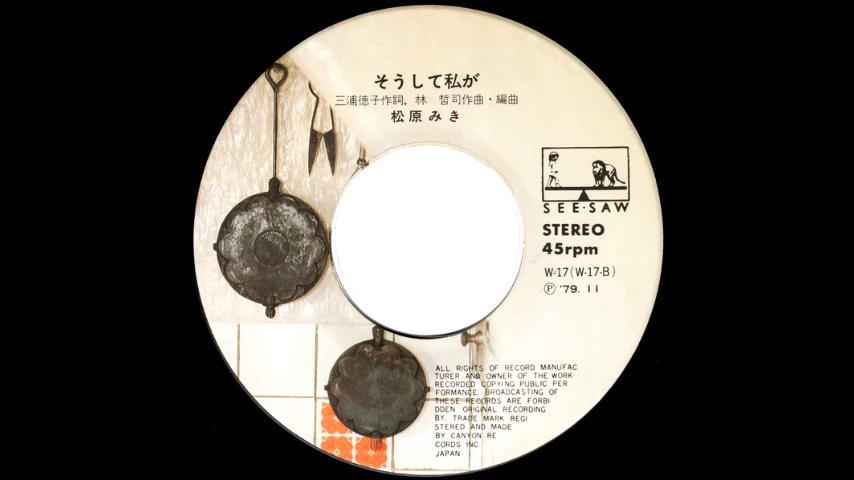 そうして私が
三浦徳子作詞, 林 哲司作曲・編曲
松原みき
SEE・SAW
STEREO
45rpm
W-17(W-17-B)
Ⓟ '79. 11
ALL RIGHTS OF RECORD MANUFAC
TURER AND OWNER OF THE WORK
RECORDED COPYING PUBLIC PER
FORMANCE, BROADCASTING OF
THESE RECORDS ARE FORBI
DDEN ORIGINAL RECORDING
BY. TRADE MARK REGI
STERED AND MADE
BY CANYON RE
CORDS INC
JAPAN